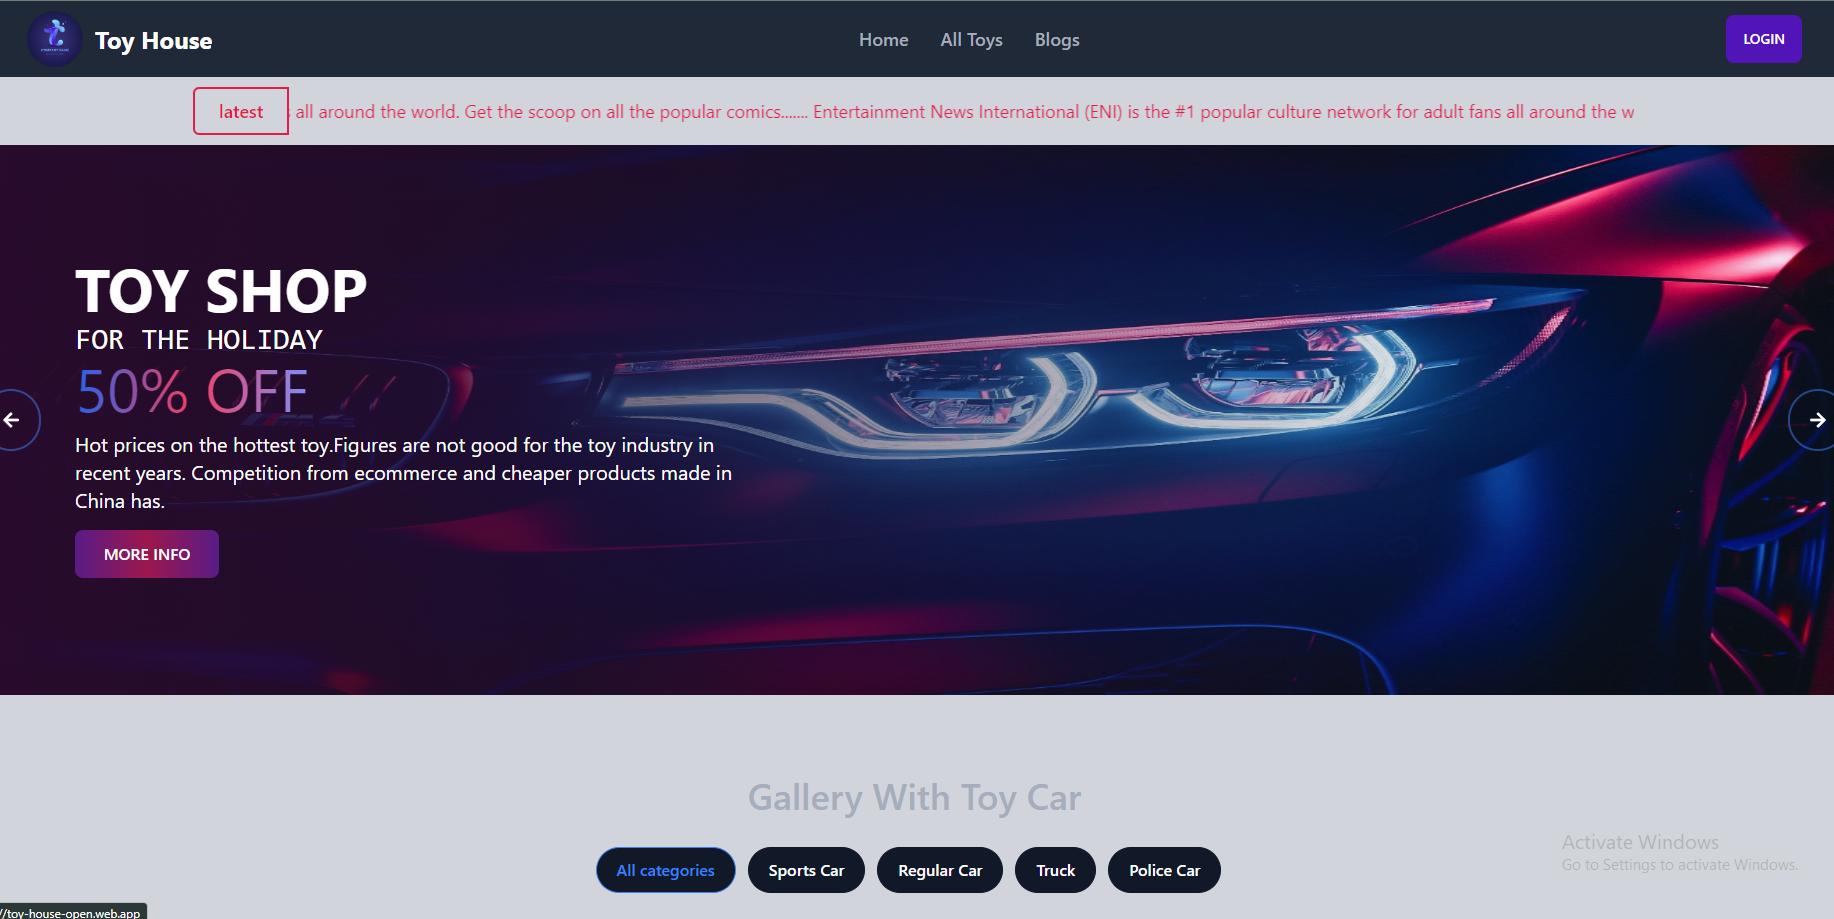 Toy House
Home
All Toys
Blogs
LOGIN
latest
all around the world. Get the scoop on all the popular comics....... Entertainment News International (ENI) is the #1 popular culture network for adult fans all around the w
TOY SHOP
FOR THE HOLIDAY
50% OFF
Hot prices on the hottest toy.Figures are not good for the toy industry in
recent years. Competition from ecommerce and cheaper products made in
China has.
MORE INFO
Gallery With Toy Car
All categories
Sports Car
Regular Car
Truck
Police Car
Activate Windows
Go to Settings to activate Windows.
//toy-house-open.web.app